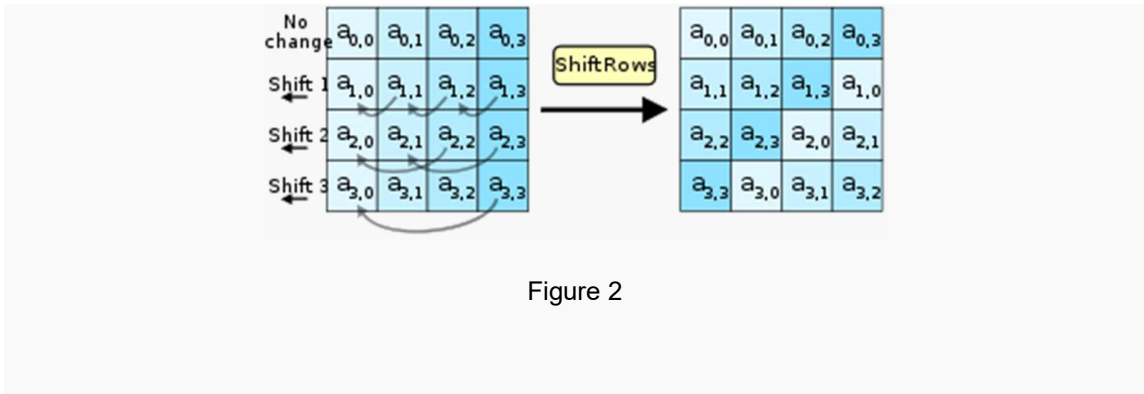 No change a0,0 a0,1 a0,2 a0,3
Shift 1 a1,0 a1,1 a1,2 a1,3
Shift 2 a2,0 a2,1 a2,2 a2,3
Shift 3 a3,0 a3,1 a3,2 a3,3
ShiftRows
a0,0 a0,1 a0,2 a0,3
a1,1 a1,2 a1,3 a1,0
a2,2 a2,3 a2,0 a2,1
a3,3 a3,0 a3,1 a3,2
Figure 2